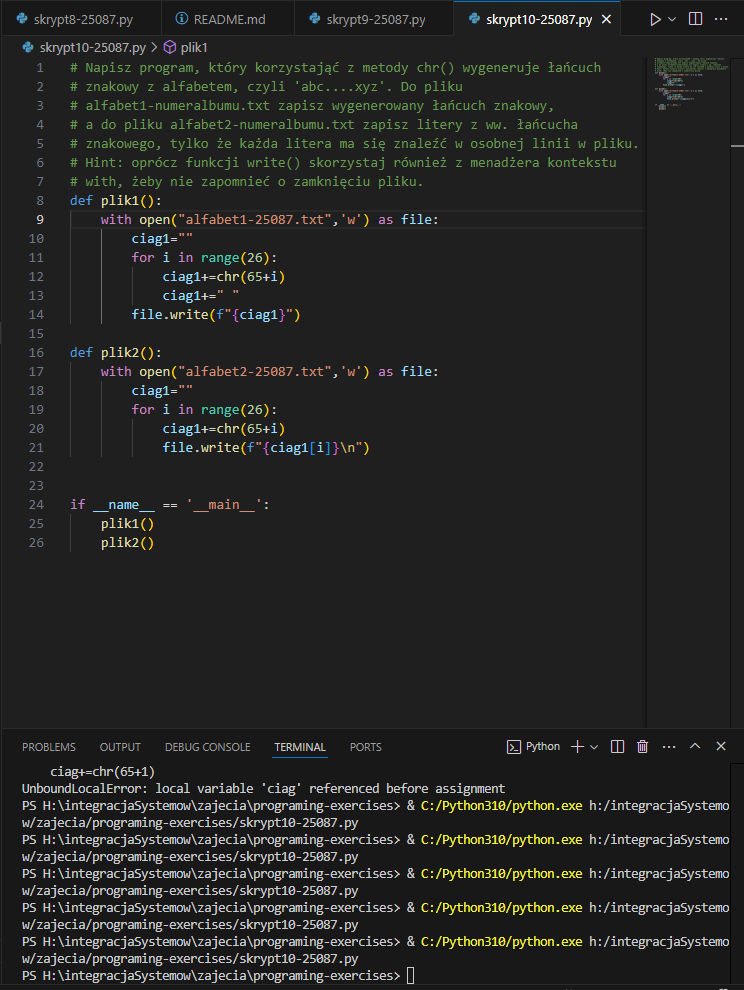 skrypt8-25087.py README.md skrypt9-25087.py skrypt10-25087.py
skrypt10-25087.py > plik1
1 # Napisz program, który korzystająć z metody chr() wygeneruje łańcuch
2 # znakowy z alfabetem, czyli 'abc....xyz'. Do pliku
3 # alfabet1-numeralbumu.txt zapisz wygenerowany łańcuch znakowy,
4 # a do pliku alfabet2-numeralbumu.txt zapisz litery z ww. łańcucha
5 # znakowego, tylko że każda litera ma się znaleźć w osobnej linii w pliku.
6 # Hint: oprócz funkcji write() skorzystaj również z menadżera kontekstu
7 # with, żeby nie zapomnieć o zamknięciu pliku.
8 def plik1():
9     with open("alfabet1-25087.txt",'w') as file:
10         ciag1=""
11         for i in range(26):
12             ciag1+=chr(65+i)
13             ciag1+=" "
14         file.write(f"{ciag1}")
15
16 def plik2():
17     with open("alfabet2-25087.txt",'w') as file:
18         ciag1=""
19         for i in range(26):
20             ciag1+=chr(65+i)
21             file.write(f"{ciag1[i]}\n")
22
23
24 if __name__ == '__main__':
25     plik1()
26     plik2()
PROBLEMS OUTPUT DEBUG CONSOLE TERMINAL PORTS Python
    ciag+=chr(65+1)
UnboundLocalError: local variable 'ciag' referenced before assignment
PS H:\integracjaSystemow\zajecia\programing-exercises> & C:/Python310/python.exe h:/integracjaSystemo
w/zajecia/programing-exercises/skrypt10-25087.py
PS H:\integracjaSystemow\zajecia\programing-exercises> & C:/Python310/python.exe h:/integracjaSystemo
w/zajecia/programing-exercises/skrypt10-25087.py
PS H:\integracjaSystemow\zajecia\programing-exercises> & C:/Python310/python.exe h:/integracjaSystemo
w/zajecia/programing-exercises/skrypt10-25087.py
PS H:\integracjaSystemow\zajecia\programing-exercises> & C:/Python310/python.exe h:/integracjaSystemo
w/zajecia/programing-exercises/skrypt10-25087.py
PS H:\integracjaSystemow\zajecia\programing-exercises> & C:/Python310/python.exe h:/integracjaSystemo
w/zajecia/programing-exercises/skrypt10-25087.py
PS H:\integracjaSystemow\zajecia\programing-exercises>